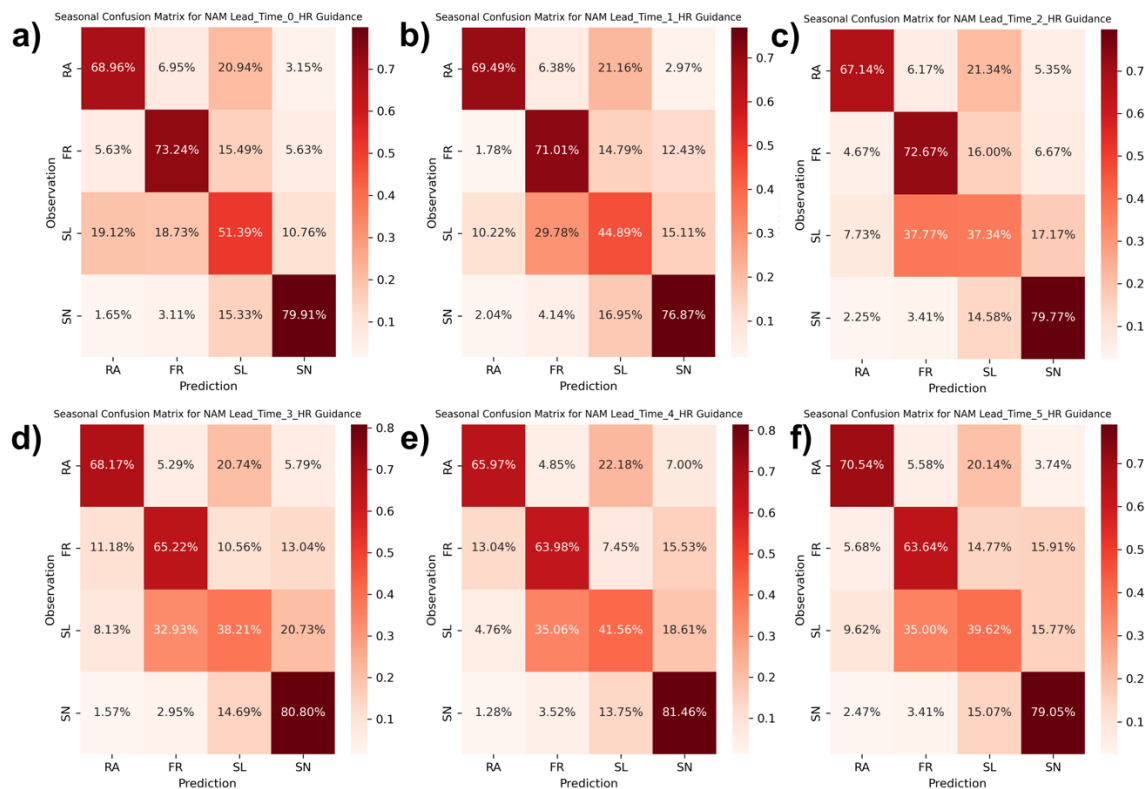 a)
Seasonal Confusion Matrix for NAM Lead_Time_0_HR Guidance
Observation
RA 68.96% 6.95% 20.94% 3.15%
FR 5.63% 73.24% 15.49% 5.63%
SL 19.12% 18.73% 51.39% 10.76%
SN 1.65% 3.11% 15.33% 79.91%
RA FR SL SN
Prediction
0.7
0.6
0.5
0.4
0.3
0.2
0.1
b)
Seasonal Confusion Matrix for NAM Lead_Time_1_HR Guidance
Observation
RA 69.49% 6.38% 21.16% 2.97%
FR 1.78% 71.01% 14.79% 12.43%
SL 10.22% 29.78% 44.89% 15.11%
SN 2.04% 4.14% 16.95% 76.87%
RA FR SL SN
Prediction
0.7
0.6
0.5
0.4
0.3
0.2
0.1
c)
Seasonal Confusion Matrix for NAM Lead_Time_2_HR Guidance
Observation
RA 67.14% 6.17% 21.34% 5.35%
FR 4.67% 72.67% 16.00% 6.67%
SL 7.73% 37.77% 37.34% 17.17%
SN 2.25% 3.41% 14.58% 79.77%
RA FR SL SN
Prediction
0.7
0.6
0.5
0.4
0.3
0.2
0.1
d)
Seasonal Confusion Matrix for NAM Lead_Time_3_HR Guidance
Observation
RA 68.17% 5.29% 20.74% 5.79%
FR 11.18% 65.22% 10.56% 13.04%
SL 8.13% 32.93% 38.21% 20.73%
SN 1.57% 2.95% 14.69% 80.80%
RA FR SL SN
Prediction
0.8
0.7
0.6
0.5
0.4
0.3
0.2
0.1
e)
Seasonal Confusion Matrix for NAM Lead_Time_4_HR Guidance
Observation
RA 65.97% 4.85% 22.18% 7.00%
FR 13.04% 63.98% 7.45% 15.53%
SL 4.76% 35.06% 41.56% 18.61%
SN 1.28% 3.52% 13.75% 81.46%
RA FR SL SN
Prediction
0.8
0.7
0.6
0.5
0.4
0.3
0.2
0.1
f)
Seasonal Confusion Matrix for NAM Lead_Time_5_HR Guidance
Observation
RA 70.54% 5.58% 20.14% 3.74%
FR 5.68% 63.64% 14.77% 15.91%
SL 9.62% 35.00% 39.62% 15.77%
SN 2.47% 3.41% 15.07% 79.05%
RA FR SL SN
Prediction
0.7
0.6
0.5
0.4
0.3
0.2
0.1